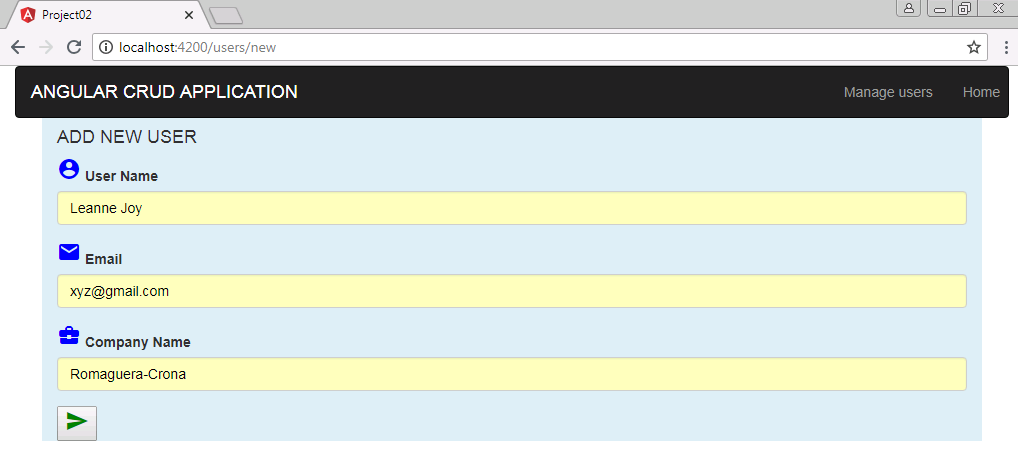 Project02
localhost:4200/users/new
ANGULAR CRUD APPLICATION Manage users Home
ADD NEW USER
User Name
Leanne Joy
Email
xyz@gmail.com
Company Name
Romaguera-Crona